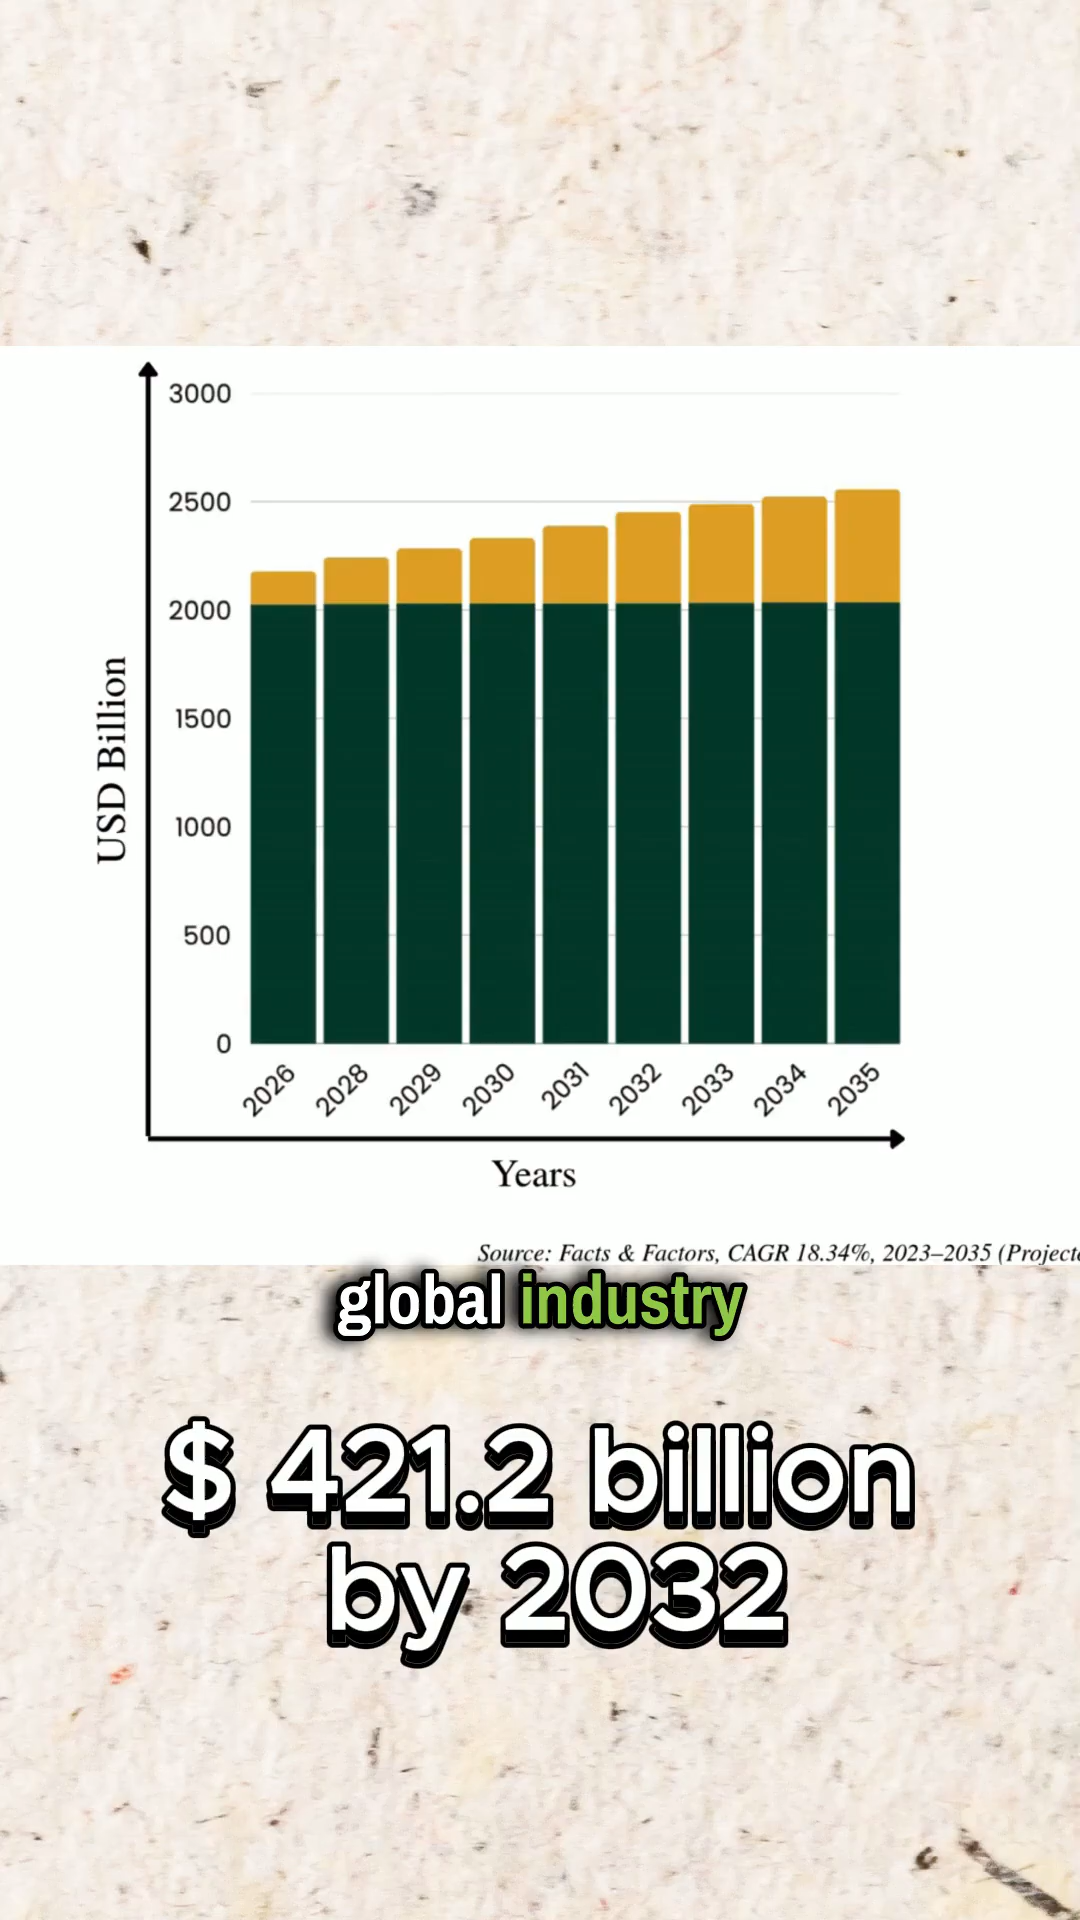 3000
2500
2000
1500
1000
500
0
USD Billion
2026 2028 2029 2030 2031 2032 2033 2034 2035
Years
Source: Facts & Factors, CAGR 18.34%, 2023–2035 (Projecte
global industry
$ 421.2 billion
by 2032